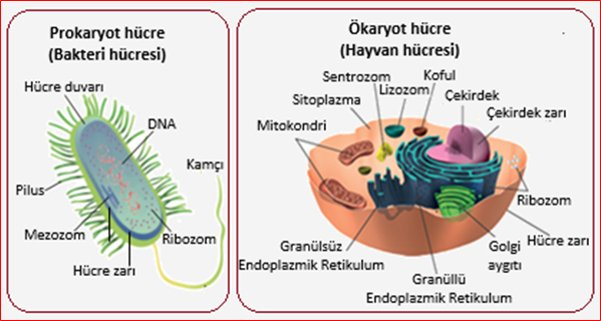 Prokaryot hücre
(Bakteri hücresi)
Hücre duvarı
DNA
Kamçı
Pilus
Mezozom
Ribozom
Hücre zarı
Ökaryot hücre
(Hayvan hücresi)
Sentrozom
Koful
Lizozom
Sitoplazma
Çekirdek
Çekirdek zarı
Mitokondri
Ribozom
Hücre zarı
Granülsüz
Endoplazmik Retikulum
Golgi
aygıtı
Granüllü
Endoplazmik Retikulum